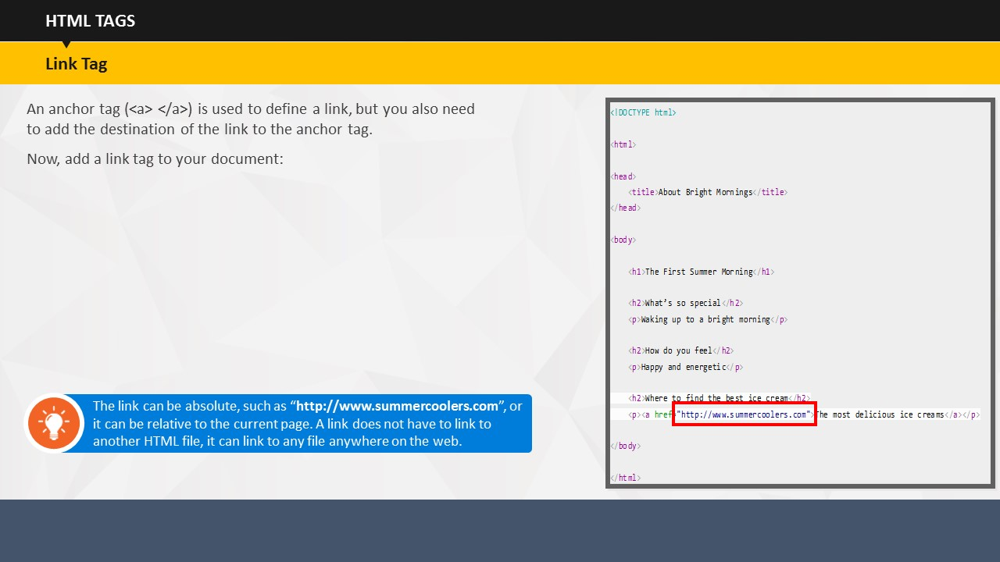 HTML TAGS
Link Tag
An anchor tag (<a> </a>) is used to define a link, but you also need
to add the destination of the link to the anchor tag.
Now, add a link tag to your document:
The link can be absolute, such as “http://www.summercoolers.com”, or
it can be relative to the current page. A link does not have to link to
another HTML file, it can link to any file anywhere on the web.
<!DOCTYPE html>
<html>
<head>
<title>About Bright Mornings</title>
</head>
<body>
<h1>The First Summer Morning</h1>
<h2>What’s so special</h2>
<p>Waking up to a bright morning</p>
<h2>How do you feel</h2>
<p>Happy and energetic</p>
<h2>Where to find the best ice cream</h2>
<p><a href="http://www.summercoolers.com">The most delicious ice creams</a></p>
</body>
</html>